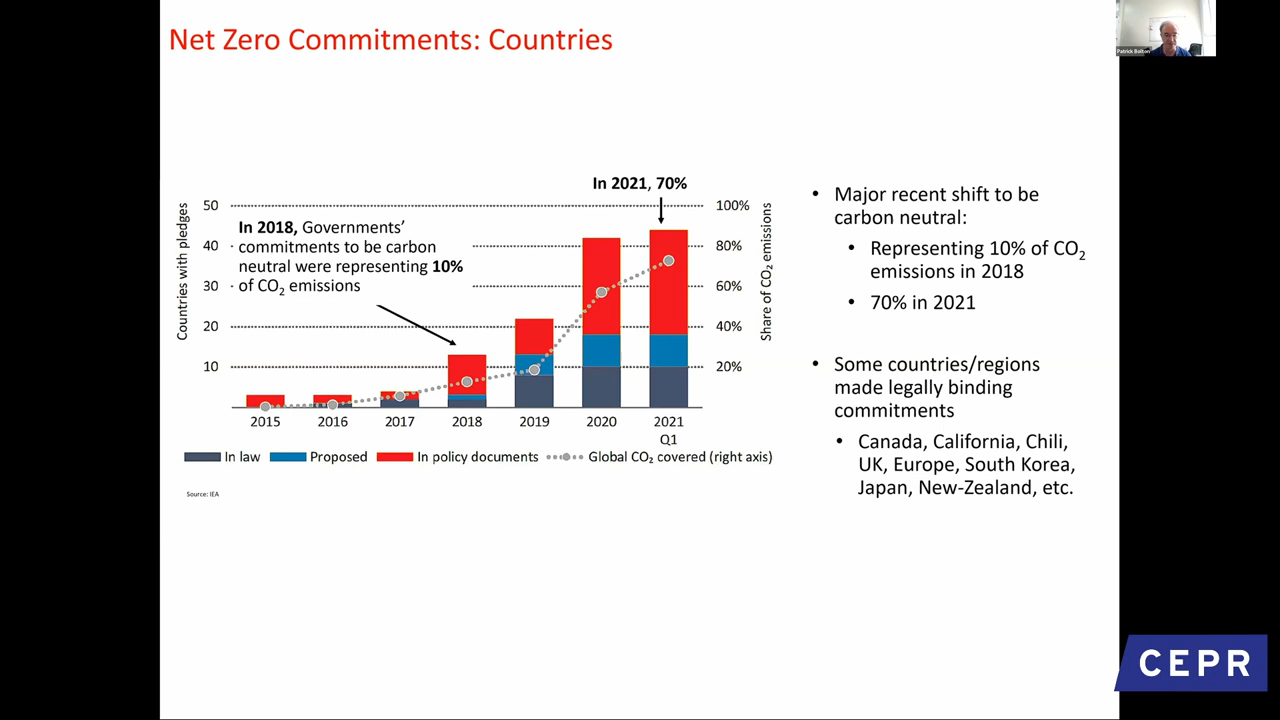 Net Zero Commitments: Countries
Patrick Bolton
In 2021, 70%
50
40
30
20
10
Countries with pledges
In 2018, Governments’
commitments to be carbon
neutral were representing 10%
of CO₂ emissions
100%
80%
60%
40%
20%
Share of CO₂ emissions
2015
2016
2017
2018
2019
2020
2021
Q1
In law
Proposed
In policy documents
Global CO₂ covered (right axis)
Source: IEA
• Major recent shift to be
carbon neutral:
• Representing 10% of CO₂
emissions in 2018
• 70% in 2021
• Some countries/regions
made legally binding
commitments
• Canada, California, Chili,
UK, Europe, South Korea,
Japan, New-Zealand, etc.
CEPR